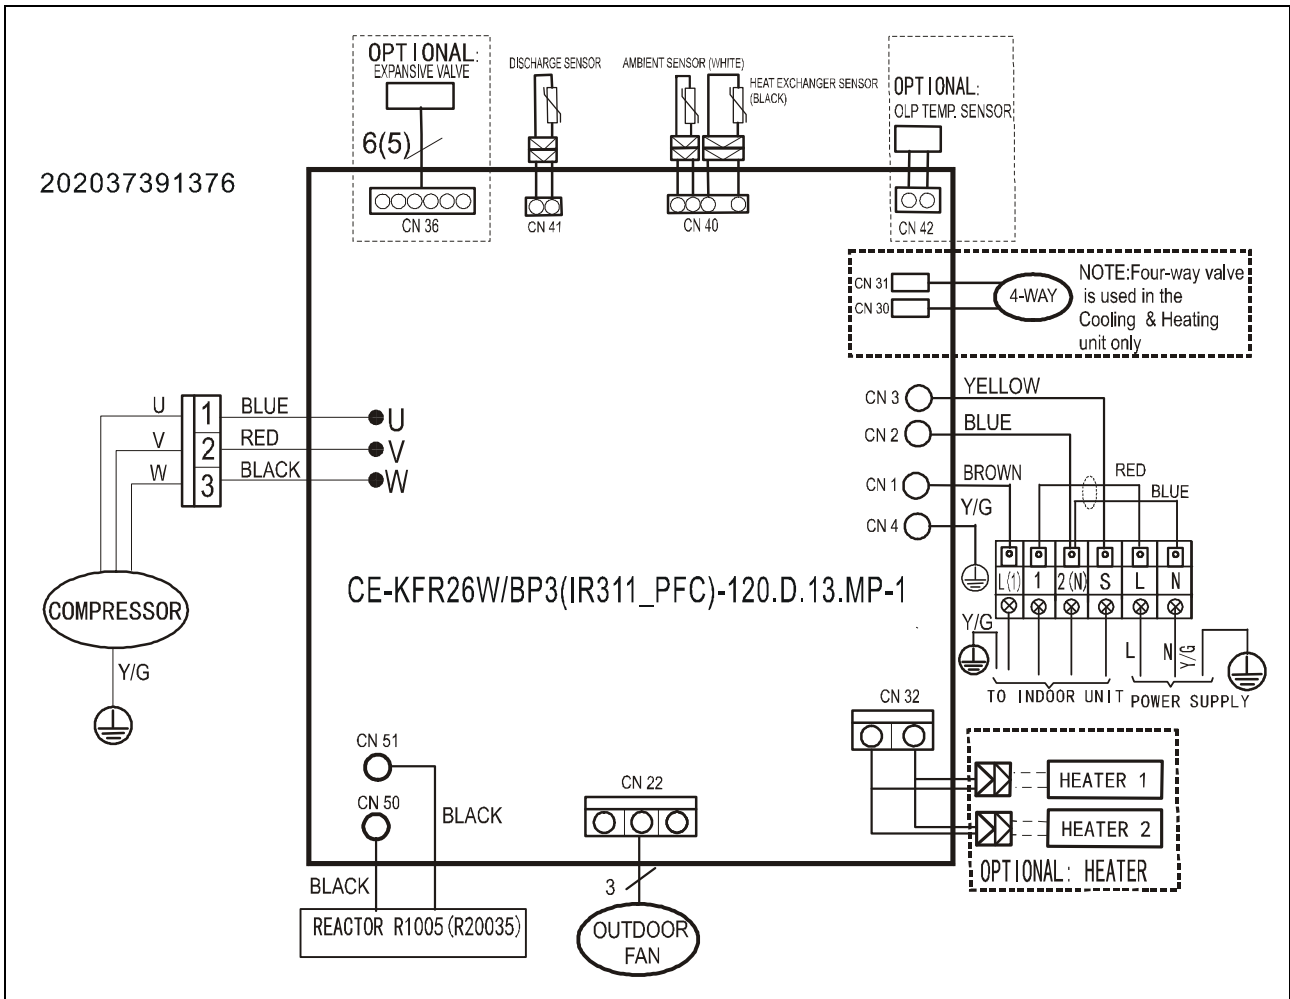 OPTIONAL:
EXPANSIVE VALVE
6(5)
CN 36
DISCHARGE SENSOR
CN 41
AMBIENT SENSOR (WHITE)
HEAT EXCHANGER SENSOR
(BLACK)
CN 40
OPTIONAL:
OLP TEMP. SENSOR
CN 42
202037391376
CN 31
CN 30
4-WAY
NOTE:Four-way valve
is used in the
Cooling & Heating
unit only
U
V
W
1
2
3
BLUE
RED
BLACK
U
V
W
COMPRESSOR
Y/G
CN 3
YELLOW
CN 2
BLUE
CN 1
BROWN
CN 4
Y/G
RED
BLUE
L(1)
1
2(N)
S
L
N
Y/G
L
N
Y/G
TO INDOOR UNIT
POWER SUPPLY
CE-KFR26W/BP3(IR311_PFC)-120.D.13.MP-1
CN 32
HEATER 1
HEATER 2
OPTIONAL: HEATER
CN 51
CN 50
BLACK
BLACK
REACTOR R1005(R20035)
CN 22
3
OUTDOOR
FAN